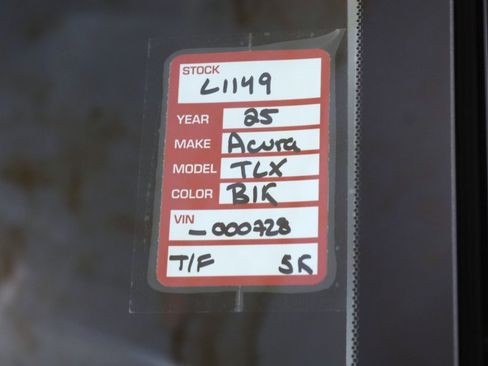 STOCK
L1149
YEAR 25
MAKE Acura
MODEL TLX
COLOR BlK
VIN
-000728
T/F 5K